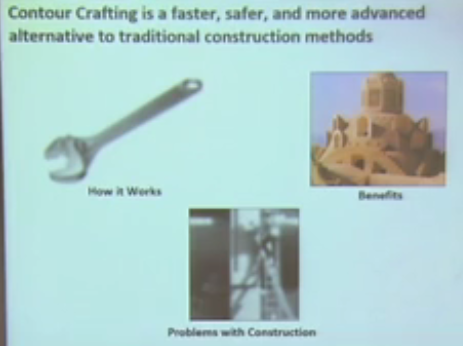 Contour Crafting is a faster, safer, and more advanced
alternative to traditional construction methods
How it Works
Benefits
Problems with Construction